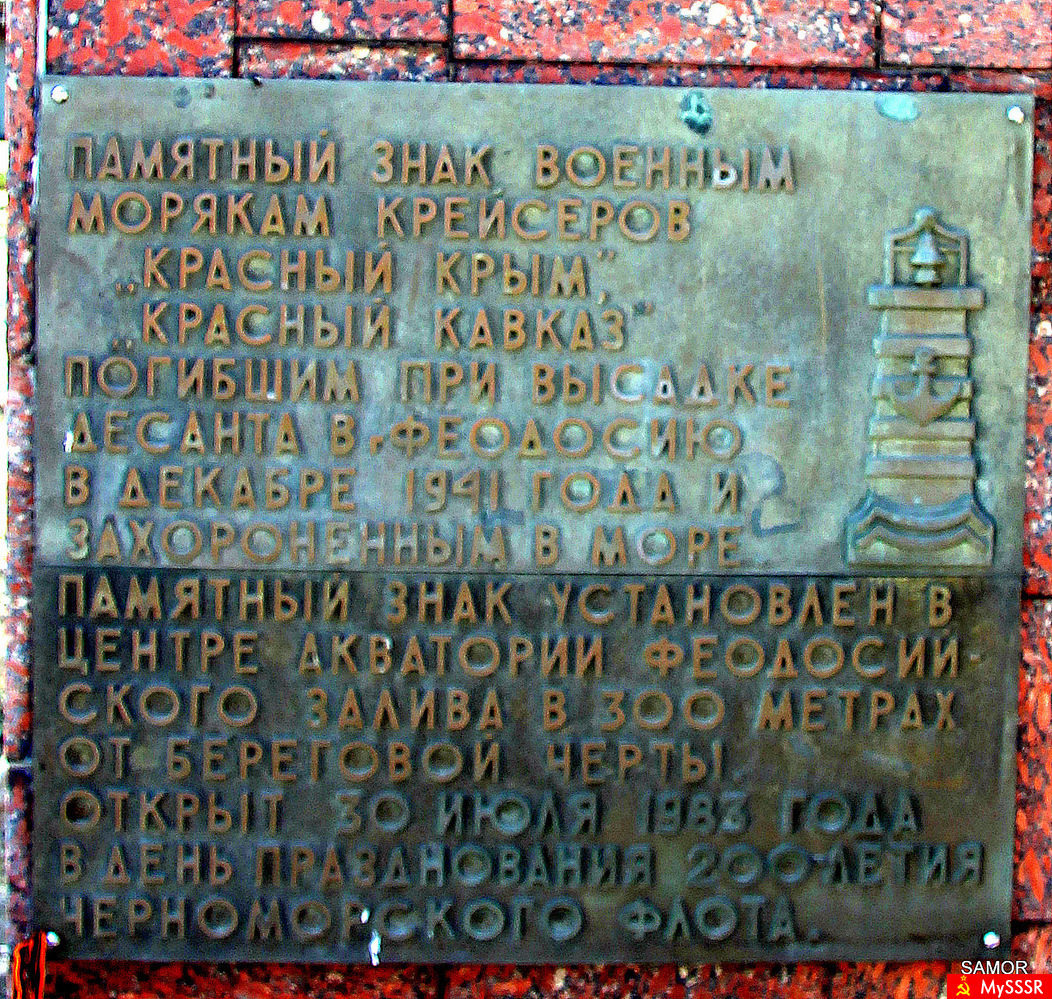 ПАМЯТНЫЙ ЗНАК ВОЕННЫМ
МОРЯКАМ КРЕЙСЕРОВ
„КРАСНЫЙ КРЫМ",
„КРАСНЫЙ КАВКАЗ"
ПОГИБШИМ ПРИ ВЫСАДКЕ
ДЕСАНТА В г.ФЕОДОСИЮ
В ДЕКАБРЕ 1941 ГОДА И
ЗАХОРОНЕННЫМ В МОРЕ
ПАМЯТНЫЙ ЗНАК УСТАНОВЛЕН В
ЦЕНТРЕ АКВАТОРИИ ФЕОДОСИЙ-
СКОГО ЗАЛИВА В 300 МЕТРАХ
ОТ БЕРЕГОВОЙ ЧЕРТЫ.
ОТКРЫТ 30 ИЮЛЯ 1983 ГОДА
В ДЕНЬ ПРАЗДНОВАНИЯ 200-ЛЕТИЯ
ЧЕРНОМОРСКОГО ФЛОТА.
SAMOR
MySSSR